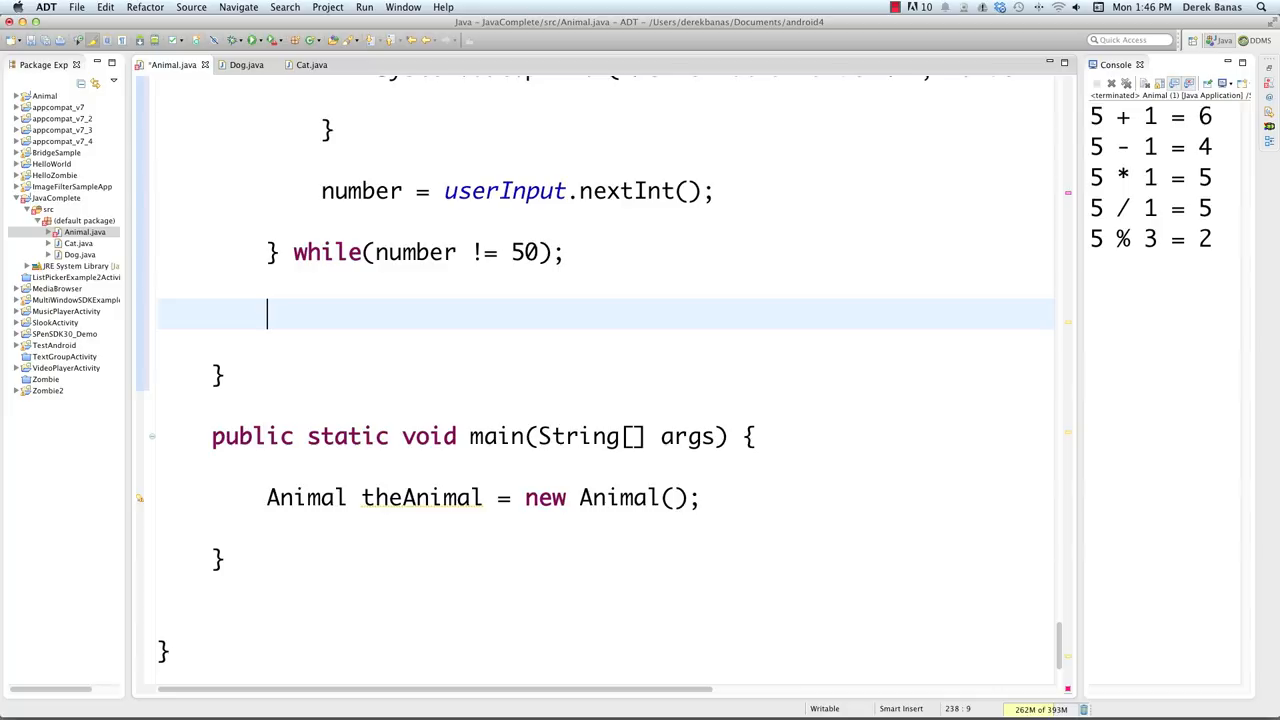 ADT File Edit Refactor Source Navigate Search Project Run Window Help 10 Mon 1:46 PM Derek Banas
Java - JavaComplete/src/Animal.java - ADT - /Users/derekbanas/Documents/android4
Quick Access Java DDMS
Package Exp
*Animal.java Dog.java Cat.java
Console
<terminated> Animal (1) [Java Application] /S
Animal
appcompat_v7
appcompat_v7_2
appcompat_v7_3
appcompat_v7_4
BridgeSample
HelloWorld
HelloZombie
ImageFilterSampleApp
JavaComplete
src
(default package)
Animal.java
Cat.java
Dog.java
JRE System Library [Ja
ListPickerExample2Activi
MediaBrowser
MultiWindowSDKExample
MusicPlayerActivity
SlookActivity
SPenSDK30_Demo
TestAndroid
TextGroupActivity
VideoPlayerActivity
Zombie
Zombie2
}
number = userInput.nextInt();
} while(number != 50);
}
public static void main(String[] args) {
Animal theAnimal = new Animal();
}
}
5 + 1 = 6
5 - 1 = 4
5 * 1 = 5
5 / 1 = 5
5 % 3 = 2
Writable Smart Insert 238 : 9 262M of 393M